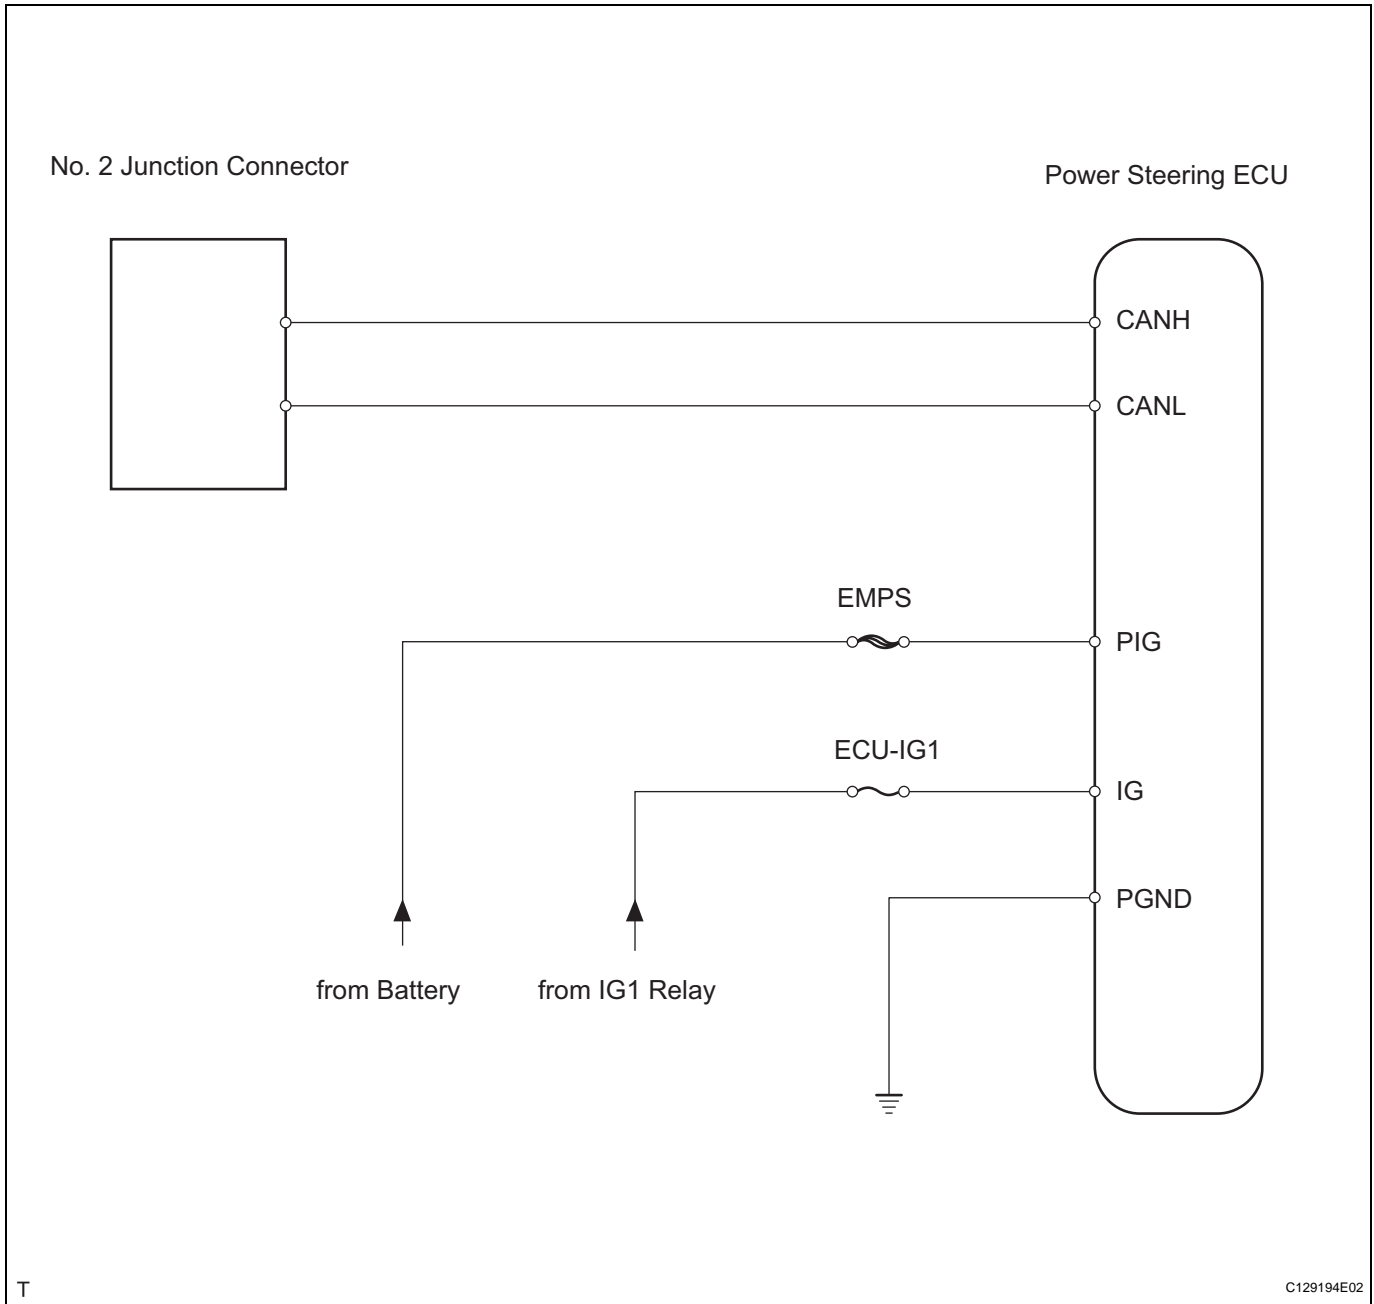 No. 2 Junction Connector
Power Steering ECU
CANH
CANL
EMPS
PIG
ECU-IG1
IG
PGND
from Battery
from IG1 Relay
T
C129194E02